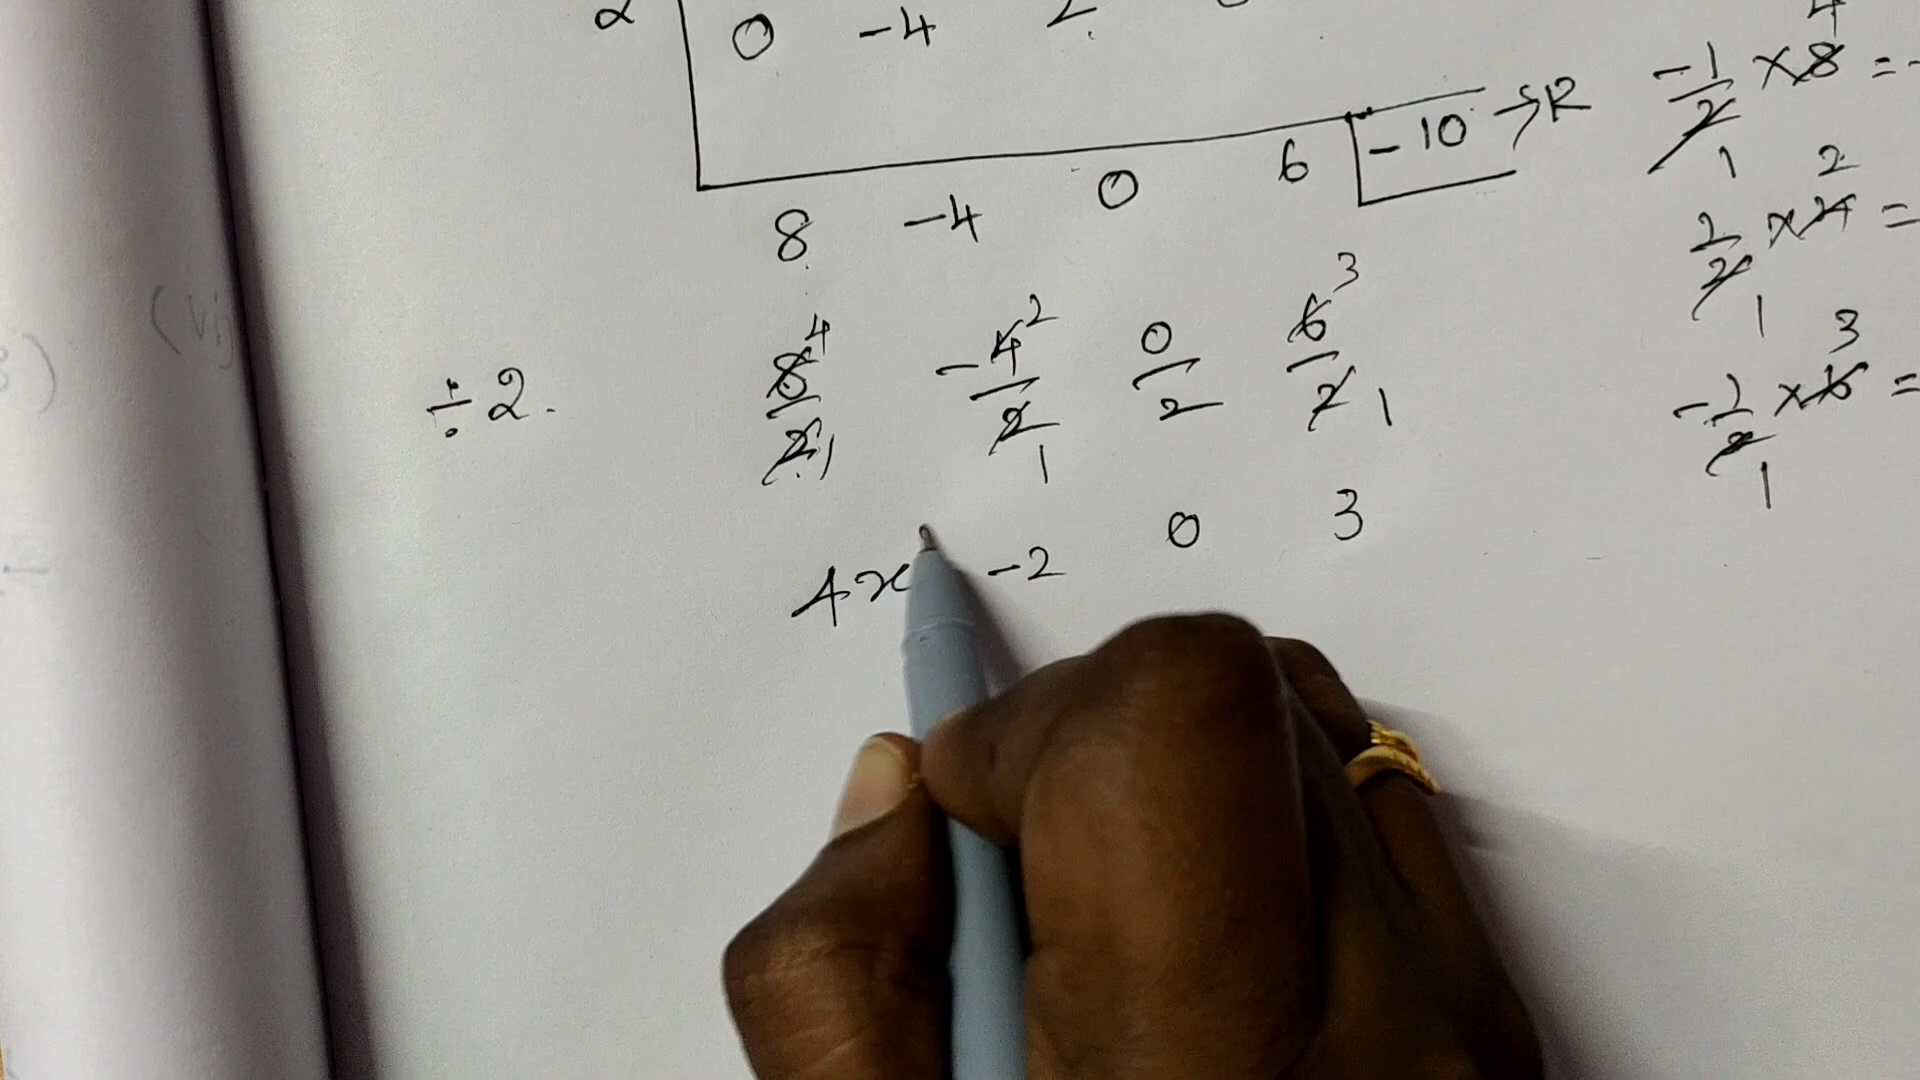 0 -4 2
-1/2 × 8 4 =
8 -4 0 6 -10 → R
1 2
2/2 × 4 =
1
÷ 2. 8/2 4 1 -4/2 2 1 0/2 6/2 3 1
3
-1/2 × 6 =
1
4x -2 0 3